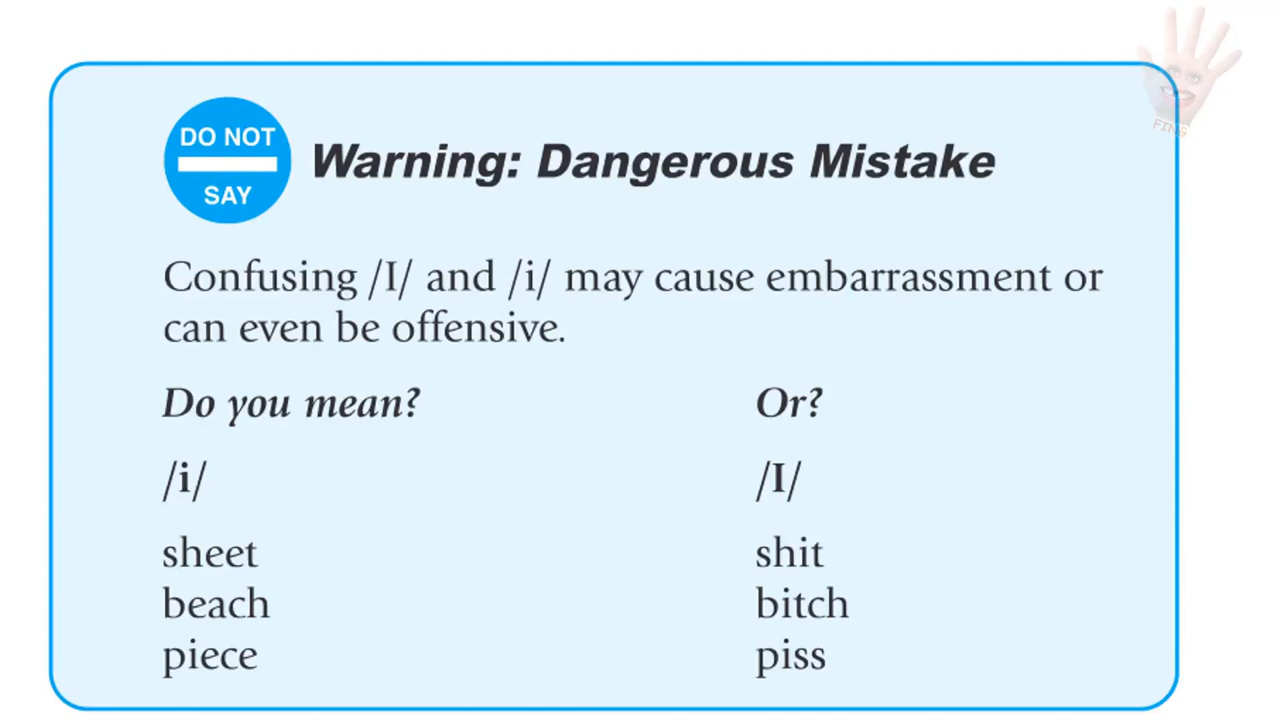 FING
DO NOT
SAY
Warning: Dangerous Mistake
Confusing /I/ and /i/ may cause embarrassment or
can even be offensive.
Do you mean?
Or?
/i/
/I/
sheet
shit
beach
bitch
piece
piss